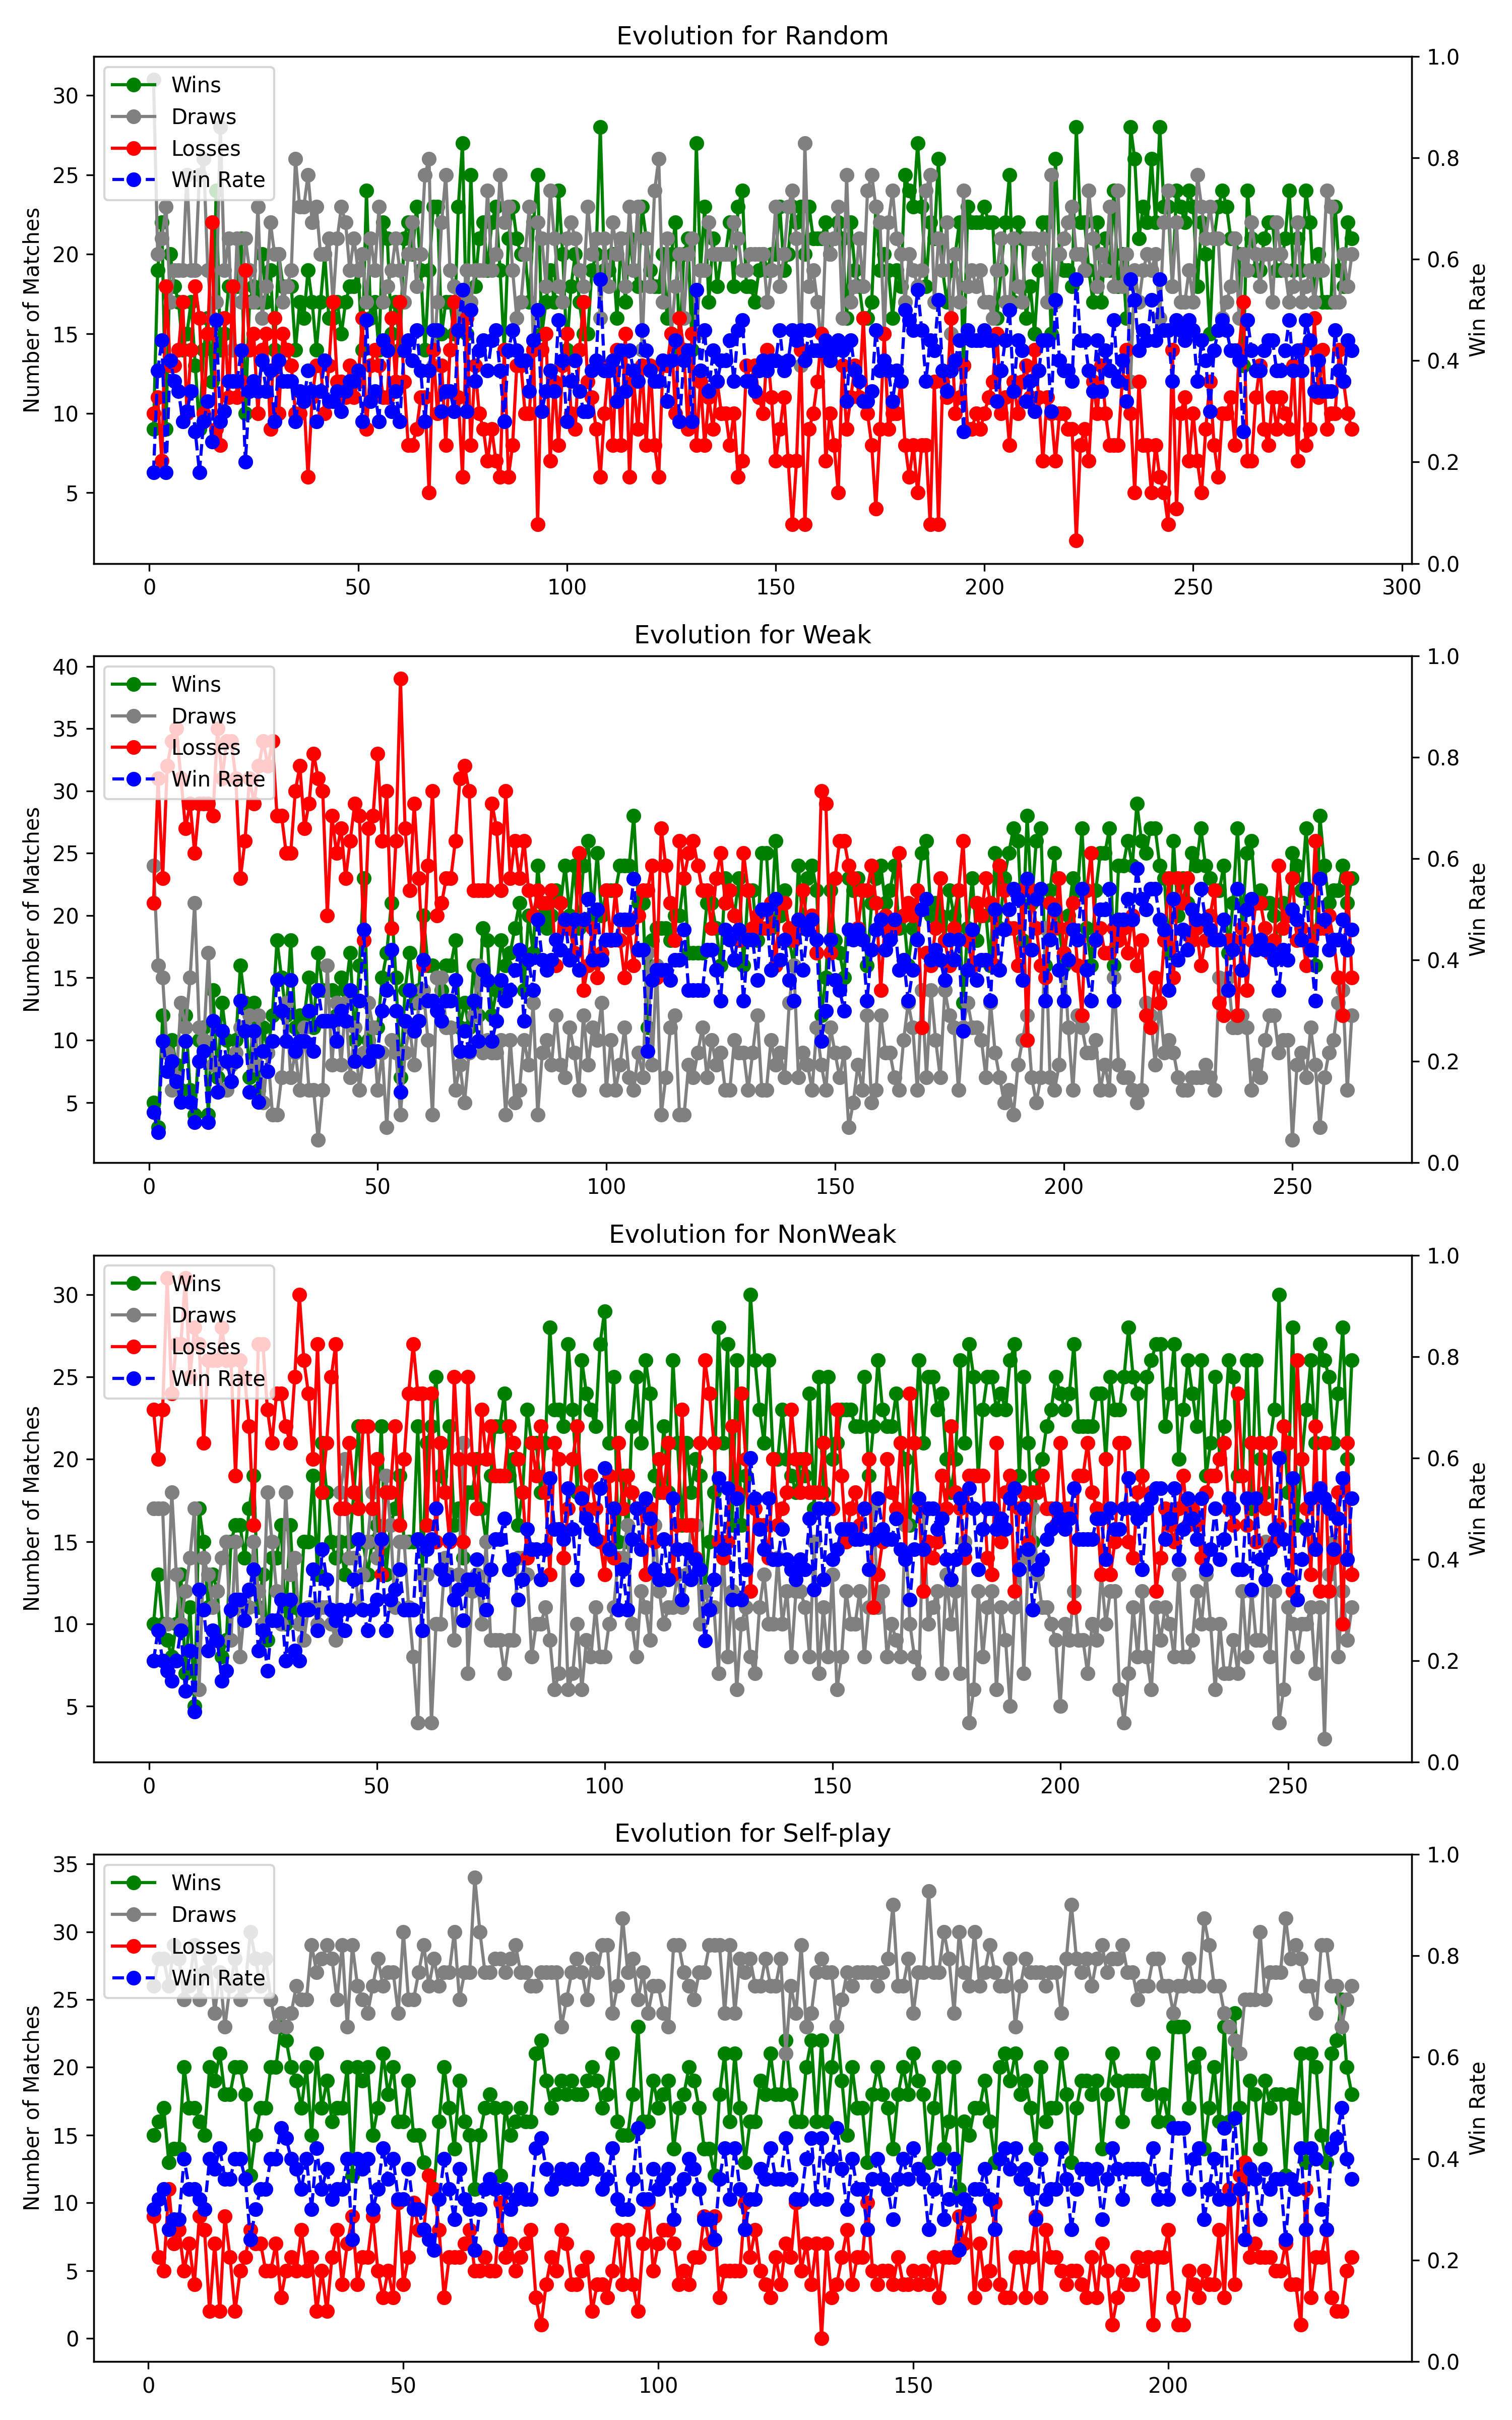 Evolution for Random
Number of Matches
30
25
20
15
10
5
Wins
Draws
Losses
Win Rate
1.0
0.8
0.6
0.4
0.2
0.0
Win Rate
0 50 100 150 200 250 300
Evolution for Weak
Number of Matches
40
35
30
25
20
15
10
5
Wins
Draws
Losses
Win Rate
1.0
0.8
0.6
0.4
0.2
0.0
Win Rate
0 50 100 150 200 250
Evolution for NonWeak
Number of Matches
30
25
20
15
10
5
Wins
Draws
Losses
Win Rate
1.0
0.8
0.6
0.4
0.2
0.0
Win Rate
0 50 100 150 200 250
Evolution for Self-play
Number of Matches
35
30
25
20
15
10
5
0
Wins
Draws
Losses
Win Rate
1.0
0.8
0.6
0.4
0.2
0.0
Win Rate
0 50 100 150 200